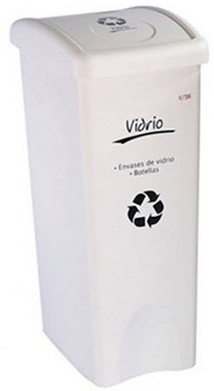 Vidrio
• Envases de vidrio
• Botellas